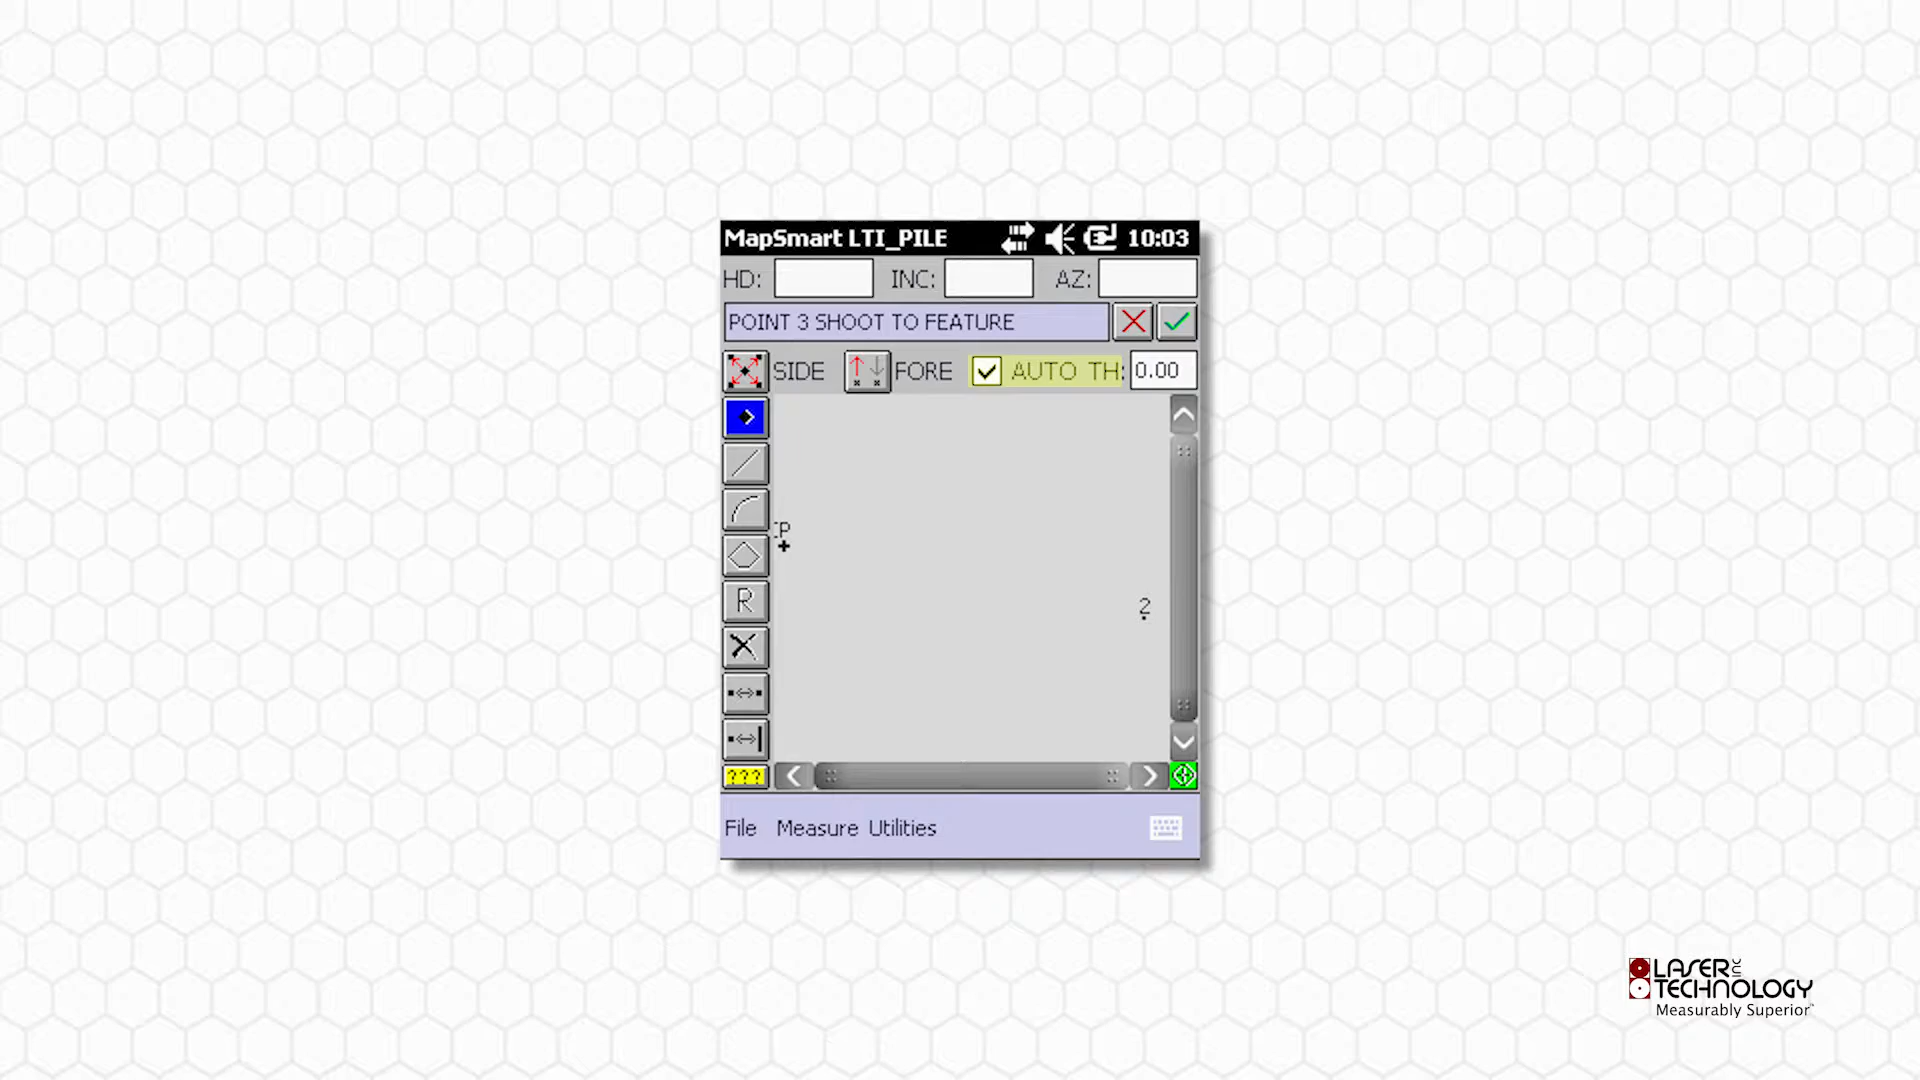 MapSmart LTI_PILE 10:03
HD: INC: AZ:
POINT 3 SHOOT TO FEATURE
SIDE FORE AUTO TH: 0.00
P
2
R
???
File Measure Utilities
LASER INC
TECHNOLOGY
Measurably Superior